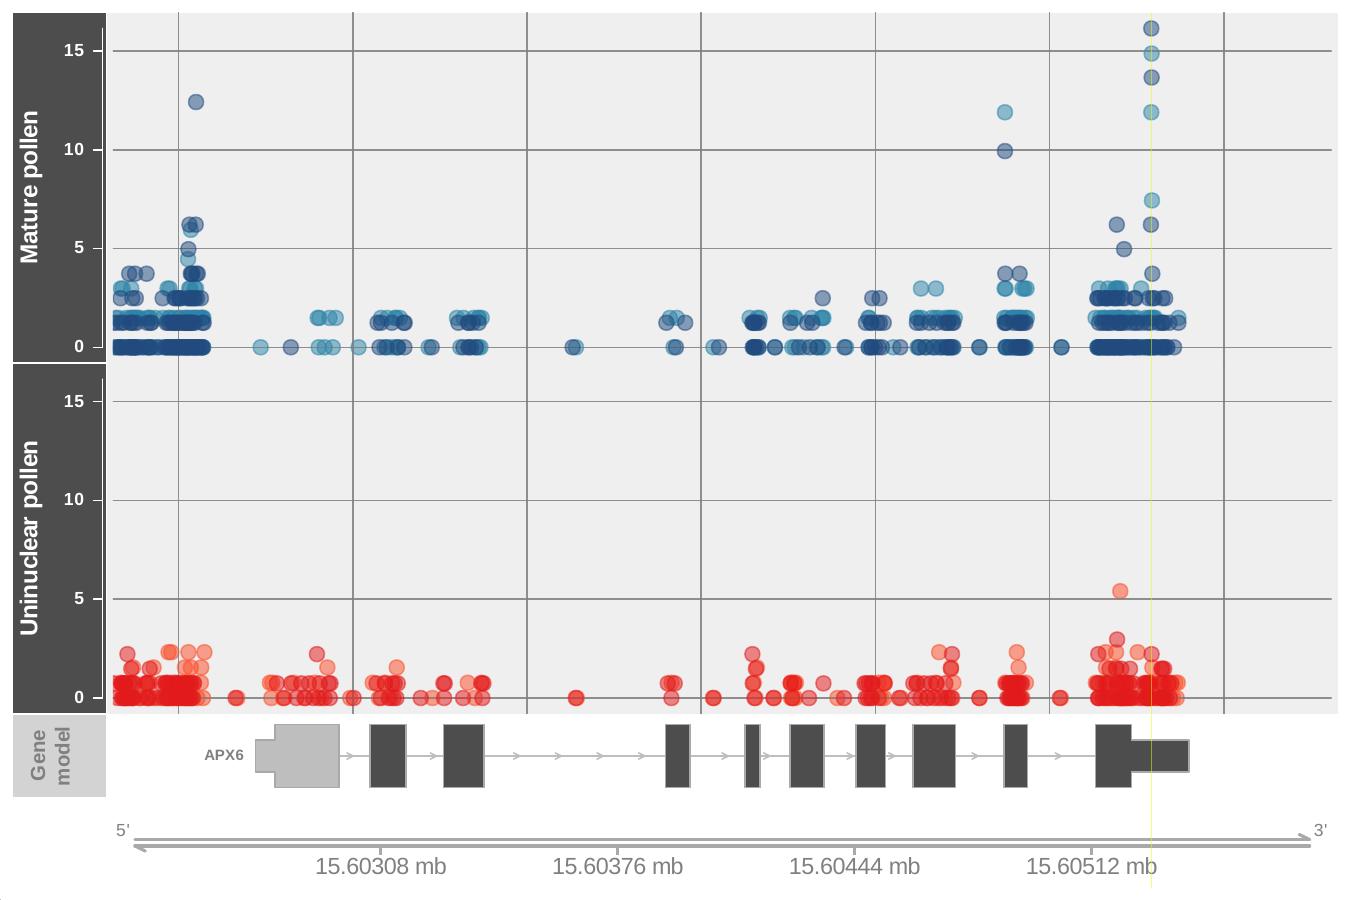 Mature pollen
15
10
5
0
Uninuclear pollen
15
10
5
0
Gene
model
APX6
5'
3'
15.60308 mb
15.60376 mb
15.60444 mb
15.60512 mb